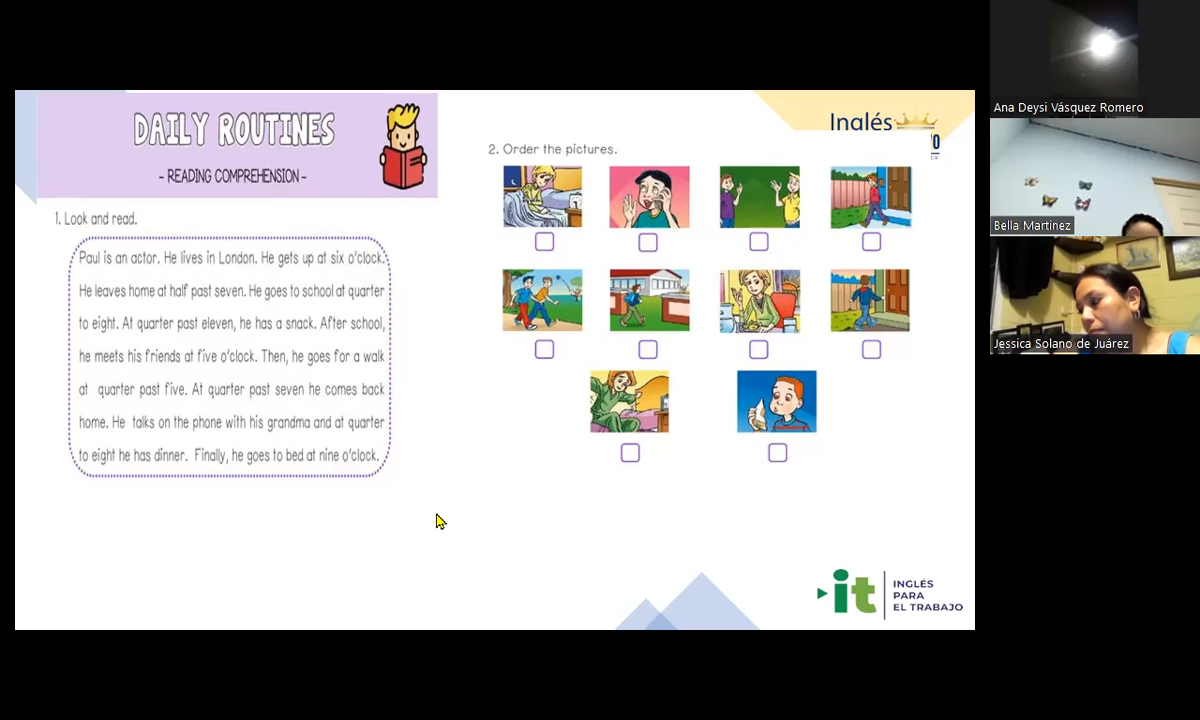 DAILY ROUTINES
- READING COMPREHENSION -
1. Look and read.
Paul is an actor. He lives in London. He gets up at six o'clock.
He leaves home at half past seven. He goes to school at quarter
to eight. At quarter past eleven, he has a snack. After school,
he meets his friends at five o'clock. Then, he goes for a walk
at quarter past five. At quarter past seven he comes back
home. He talks on the phone with his grandma and at quarter
to eight he has dinner. Finally, he goes to bed at nine o'clock.
Inglés
2. Order the pictures.
INGLÉS
PARA
EL TRABAJO
it
Ana Deysi Vásquez Romero
Bella Martínez
Jessica Solano de Juárez